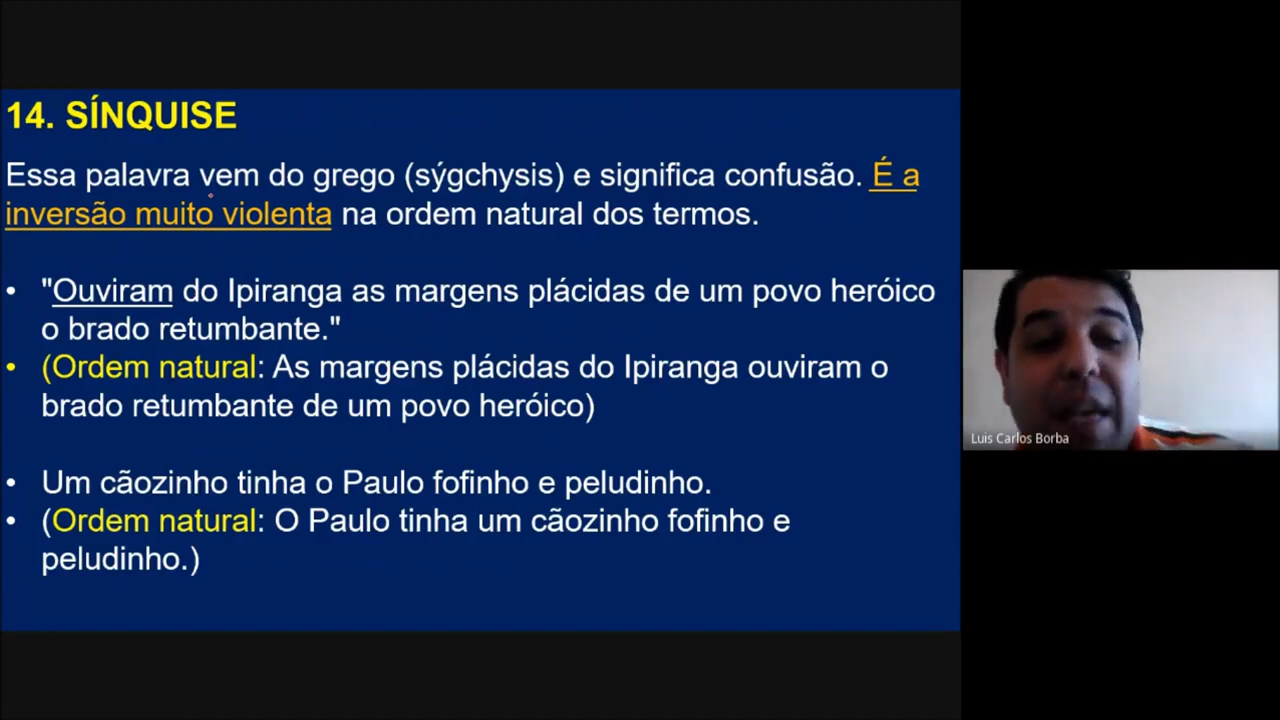 14. SÍNQUISE
Essa palavra vem do grego (sýgchysis) e significa confusão. É a
inversão muito violenta na ordem natural dos termos.
• "Ouviram do Ipiranga as margens plácidas de um povo heróico
o brado retumbante."
• (Ordem natural: As margens plácidas do Ipiranga ouviram o
brado retumbante de um povo heróico)
• Um cãozinho tinha o Paulo fofinho e peludinho.
• (Ordem natural: O Paulo tinha um cãozinho fofinho e
peludinho.)
Luis Carlos Borba